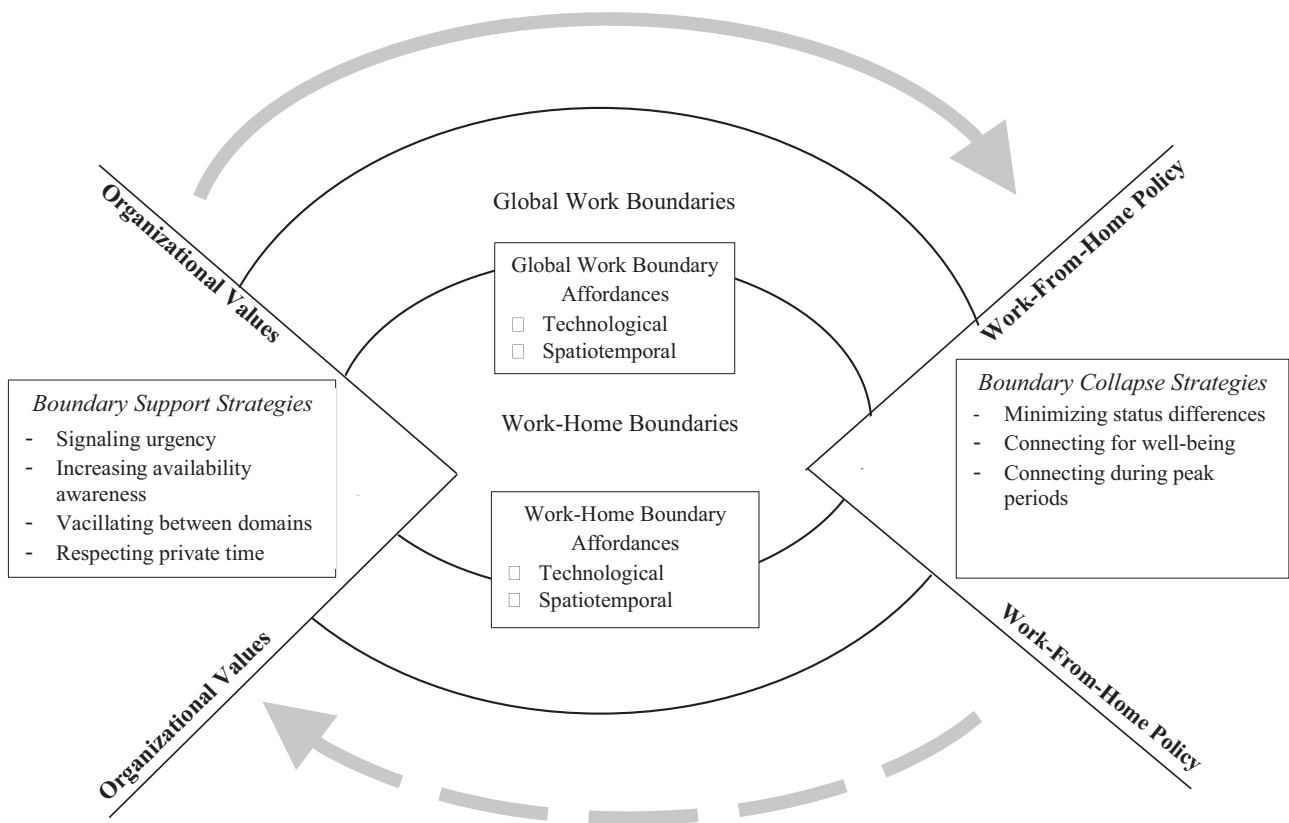 Organizational Values
Work-From-Home Policy
Global Work Boundaries
Global Work Boundary
Affordances
□ Technological
□ Spatiotemporal
Boundary Support Strategies
- Signaling urgency
- Increasing availability
awareness
- Vacillating between domains
- Respecting private time
Work-Home Boundaries
Boundary Collapse Strategies
- Minimizing status differences
- Connecting for well-being
- Connecting during peak
periods
Work-Home Boundary
Affordances
□ Technological
□ Spatiotemporal
Organizational Values
Work-From-Home Policy